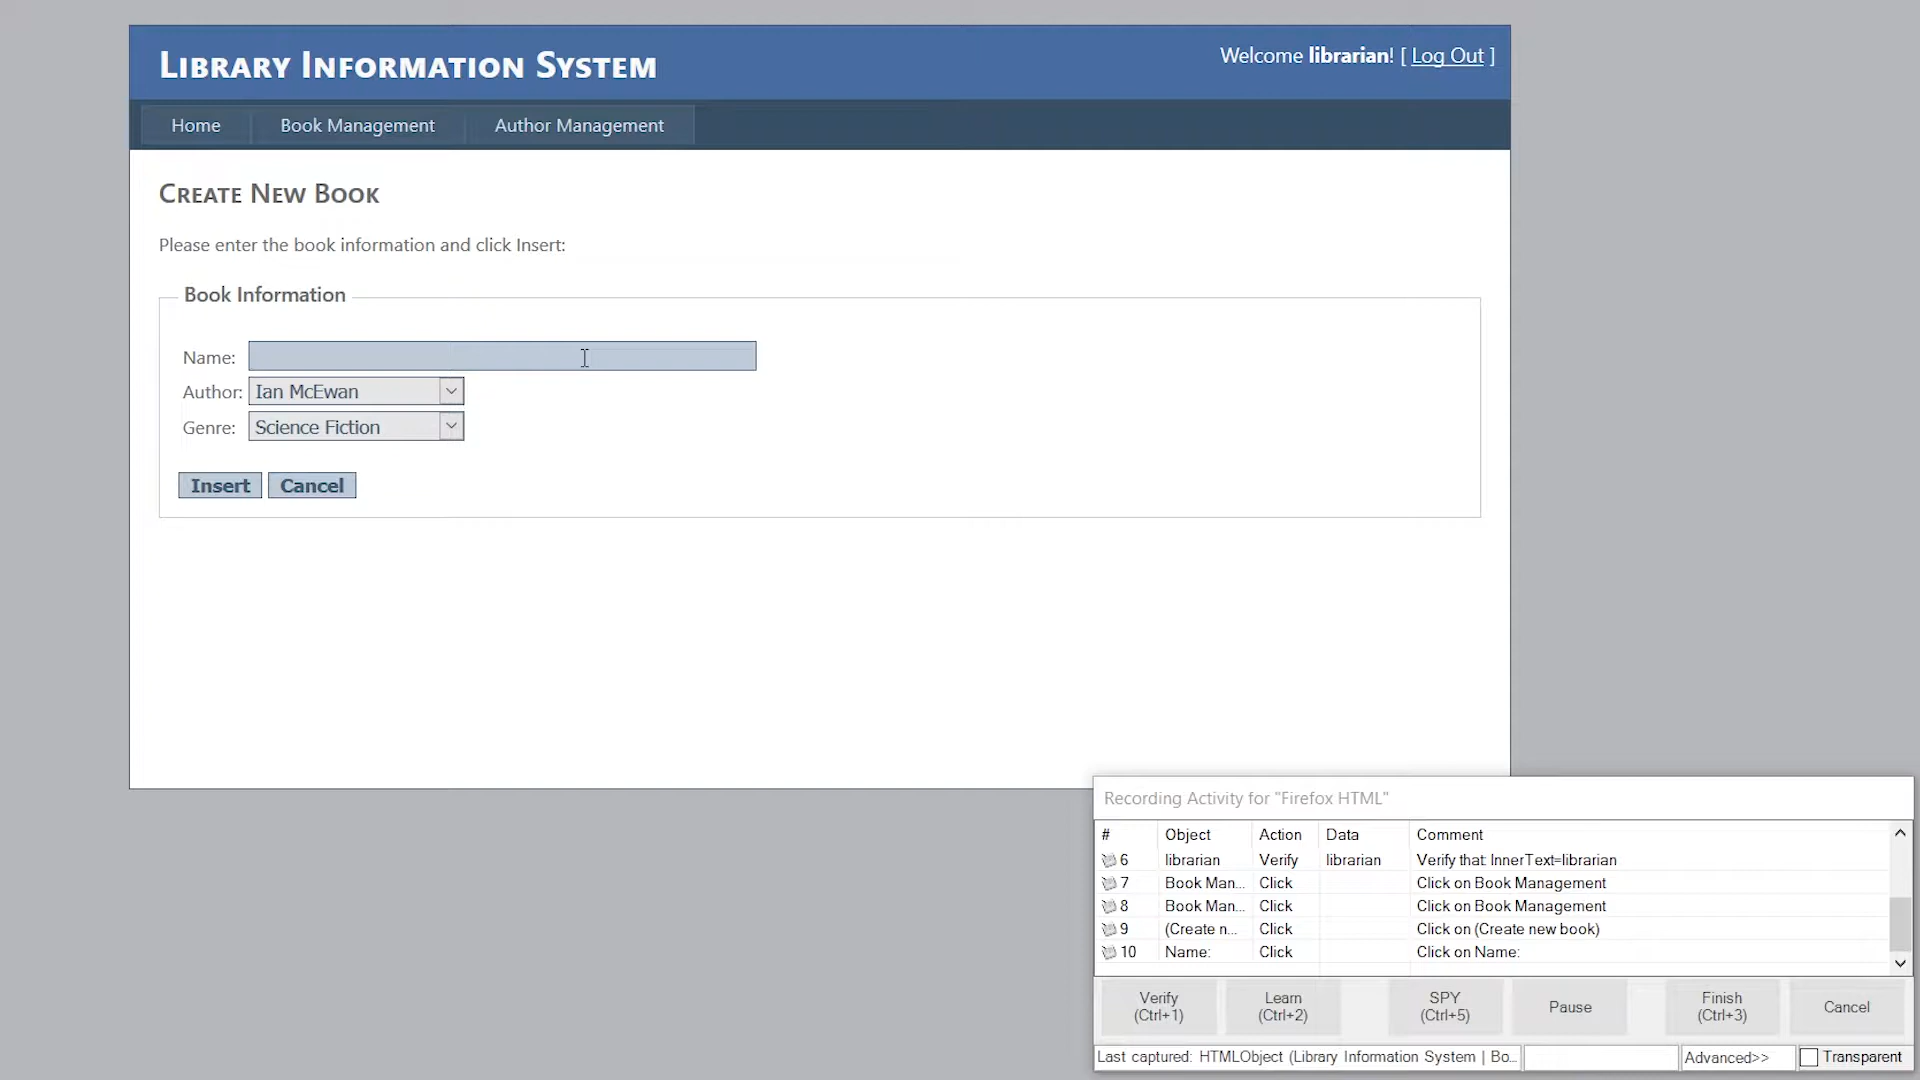 Library Information System
Welcome librarian! [ Log Out ]
Home Book Management Author Management
Create New Book
Please enter the book information and click Insert:
Book Information
Name:
Author: Ian McEwan
Genre: Science Fiction
Insert Cancel
Recording Activity for "Firefox HTML"
# Object Action Data Comment
6 librarian Verify librarian Verify that: InnerText=librarian
7 Book Man... Click Click on Book Management
8 Book Man... Click Click on Book Management
9 (Create n... Click Click on (Create new book)
10 Name: Click Click on Name:
Verify (Ctrl+1) Learn (Ctrl+2) SPY (Ctrl+5) Pause Finish (Ctrl+3) Cancel
Last captured: HTMLObject (Library Information System | Bo... Advanced>> Transparent